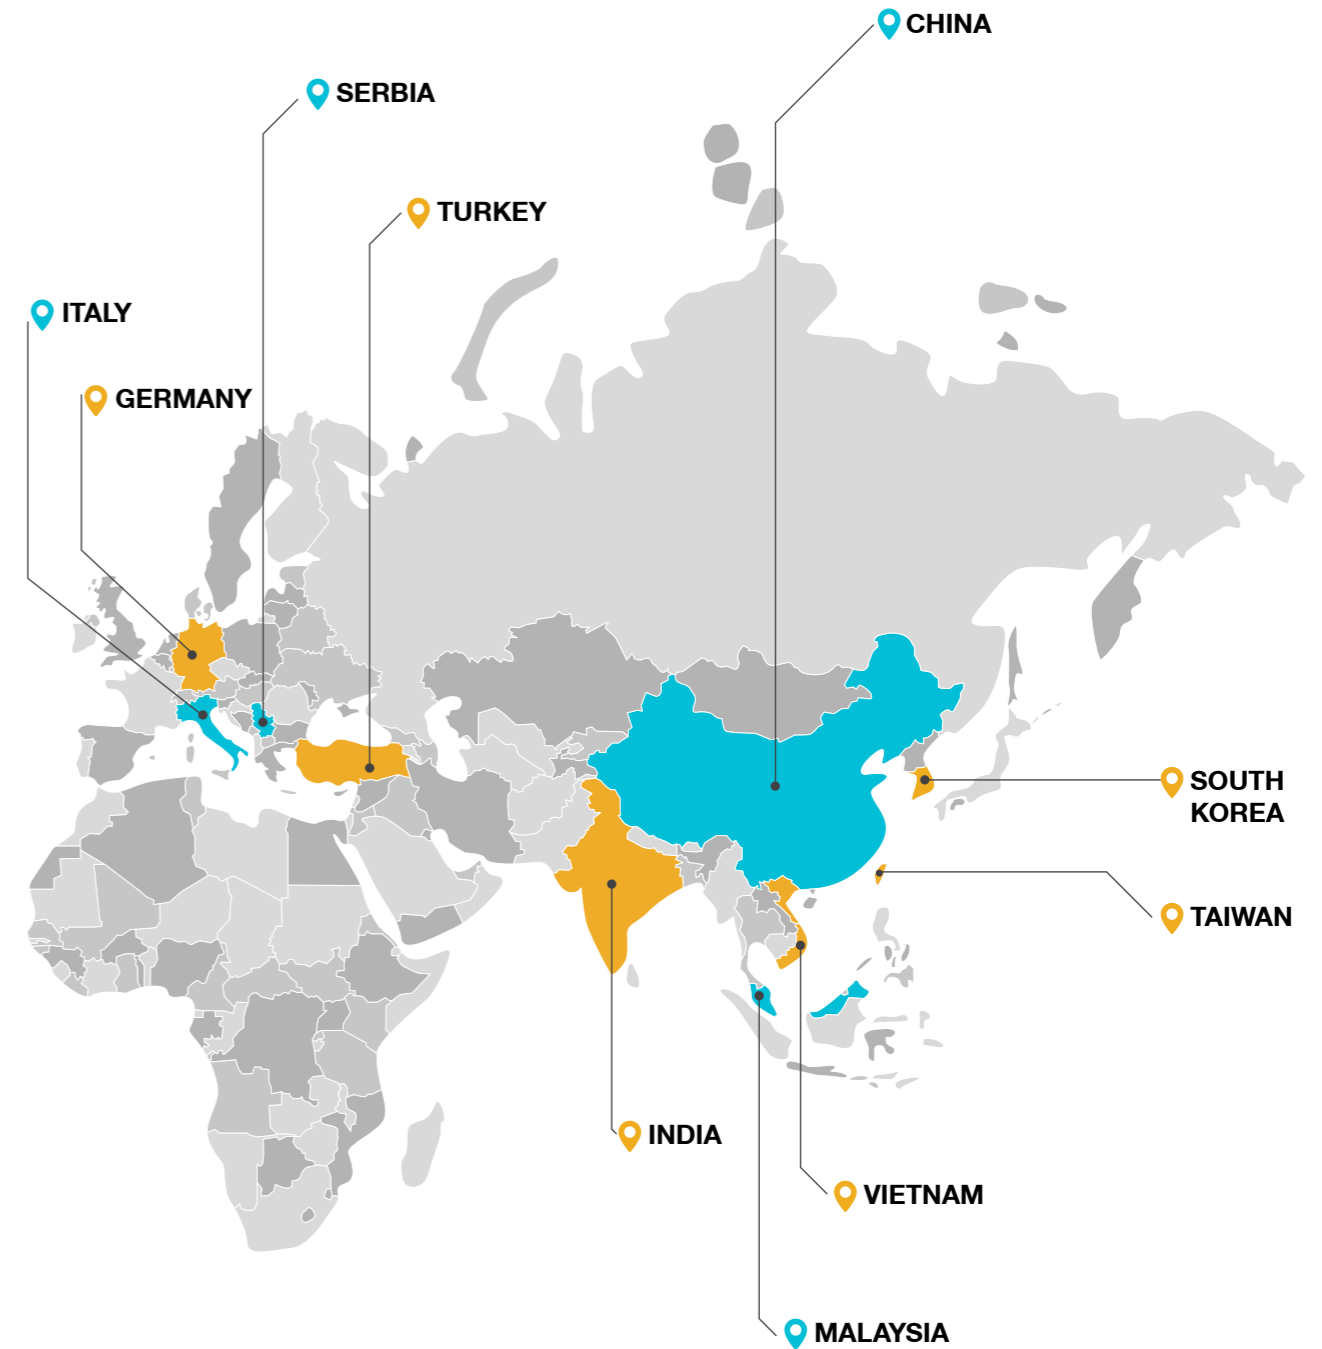 CHINA
SERBIA
TURKEY
ITALY
GERMANY
SOUTH
KOREA
TAIWAN
INDIA
VIETNAM
MALAYSIA